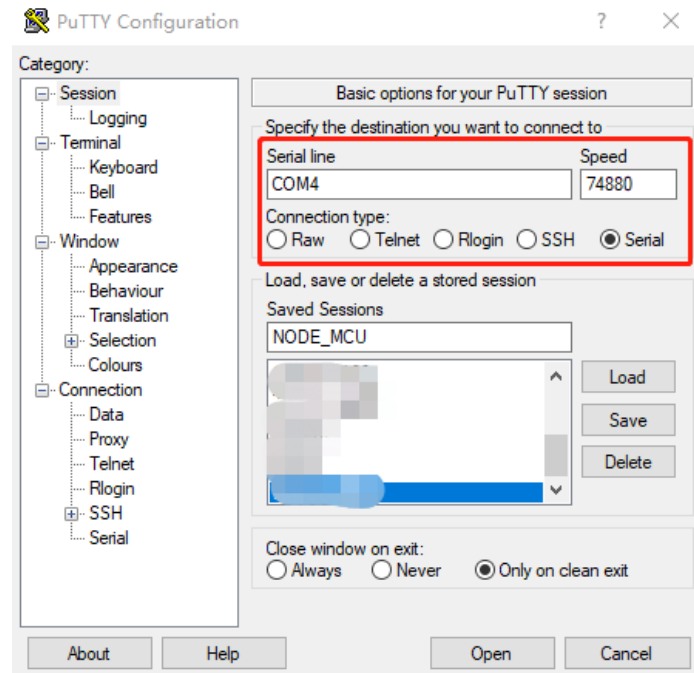 PuTTY Configuration ? ×
Category:
Session
Logging
Terminal
Keyboard
Bell
Features
Window
Appearance
Behaviour
Translation
Selection
Colours
Connection
Data
Proxy
Telnet
Rlogin
SSH
Serial
Basic options for your PuTTY session
Specify the destination you want to connect to
Serial line Speed
COM4 74880
Connection type:
Raw Telnet Rlogin SSH Serial
Load, save or delete a stored session
Saved Sessions
NODE_MCU
Load
Save
Delete
Close window on exit:
Always Never Only on clean exit
About Help Open Cancel